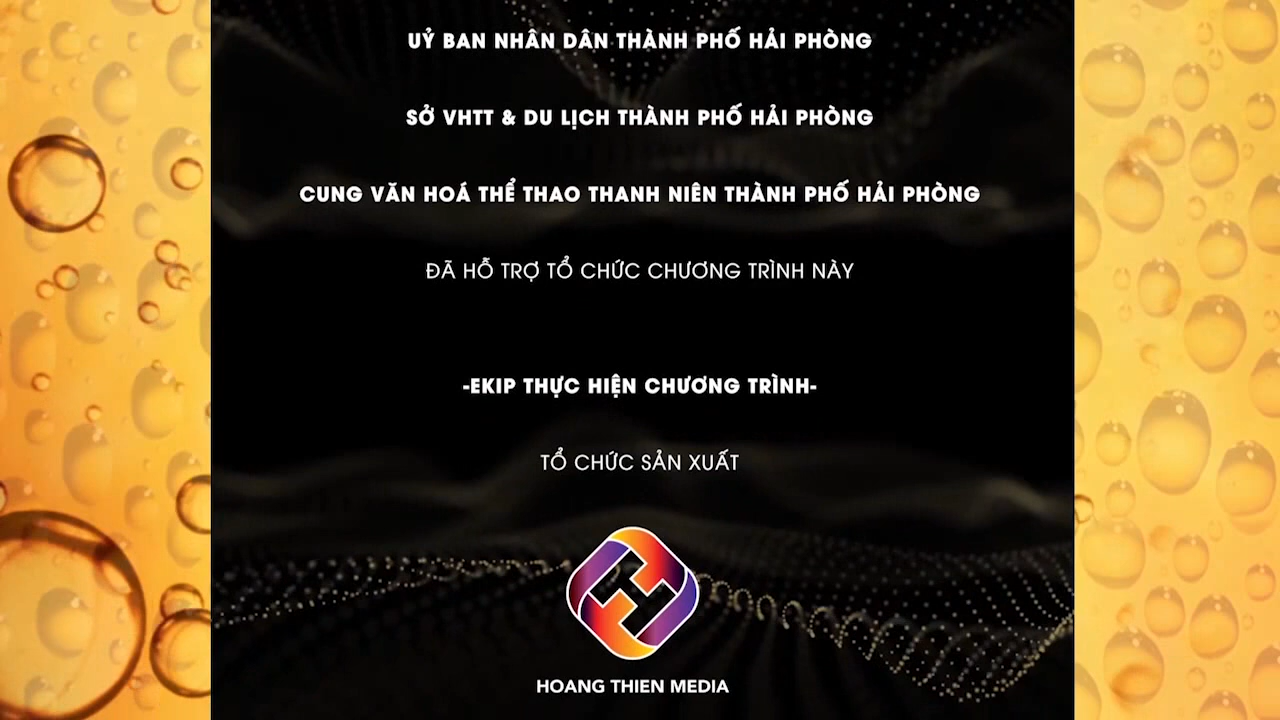 UỶ BAN NHÂN DÂN THÀNH PHỐ HẢI PHÒNG
SỞ VHTT & DU LỊCH THÀNH PHỐ HẢI PHÒNG
CUNG VĂN HOÁ THỂ THAO THANH NIÊN THÀNH PHỐ HẢI PHÒNG
ĐÃ HỖ TRỢ TỔ CHỨC CHƯƠNG TRÌNH NÀY
-EKIP THỰC HIỆN CHƯƠNG TRÌNH-
TỔ CHỨC SẢN XUẤT
HOANG THIEN MEDIA